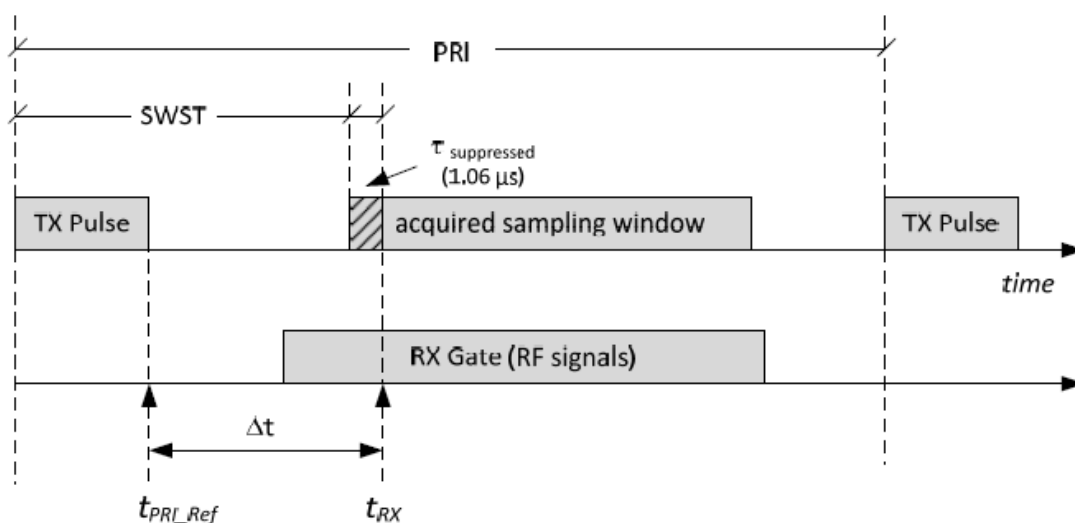 PRI
SWST
τ suppressed
(1.06 µs)
TX Pulse
acquired sampling window
TX Pulse
time
RX Gate (RF signals)
Δt
tPRI_Ref
tRX